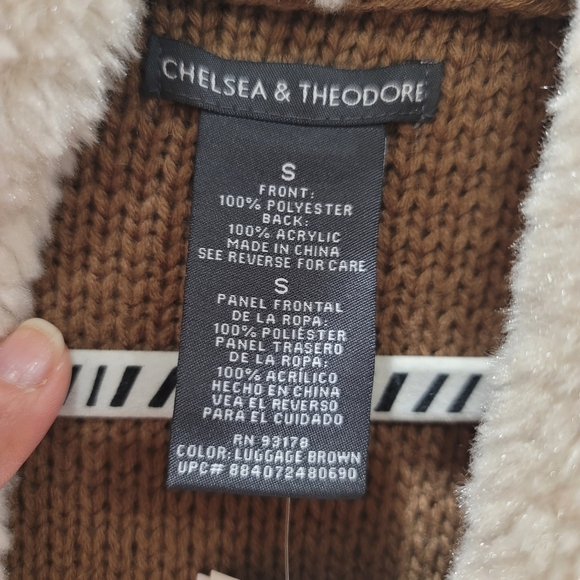 CHELSEA & THEODORE
S
FRONT:
100% POLYESTER
BACK:
100% ACRYLIC
MADE IN CHINA
SEE REVERSE FOR CARE
S
PANEL FRONTAL
DE LA ROPA:
100% POLIÉSTER
PANEL TRASERO
DE LA ROPA:
100% ACRÍLICO
HECHO EN CHINA
VEA EL REVERSO
PARA EL CUIDADO
RN 93178
COLOR: LUGGAGE BROWN
UPC# 884072480690